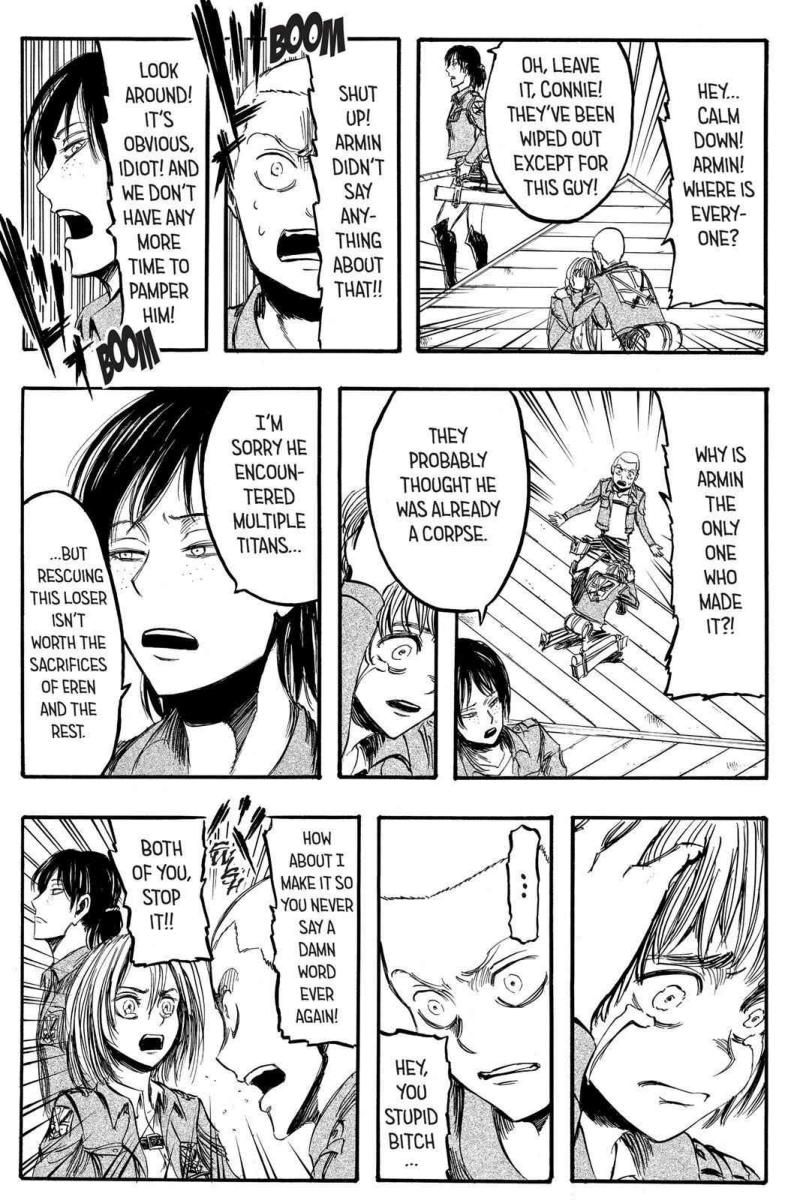 HEY...
CALM
DOWN!
ARMIN!
WHERE IS
EVERY-
ONE?
OH, LEAVE
IT, CONNIE!
THEY'VE BEEN
WIPED OUT
EXCEPT FOR
THIS GUY!
BOOM
SHUT
UP!
ARMIN
DIDN'T
SAY
ANY-
THING
ABOUT
THAT!!
LOOK
AROUND!
IT'S
OBVIOUS,
IDIOT! AND
WE DON'T
HAVE ANY
MORE
TIME TO
PAMPER
HIM!
BOOM
WHY IS
ARMIN
THE
ONLY
ONE
WHO
MADE
IT?!
THEY
PROBABLY
THOUGHT HE
WAS ALREADY
A CORPSE.
I'M
SORRY HE
ENCOUN-
TERED
MULTIPLE
TITANS...
...BUT
RESCUING
THIS LOSER
ISN'T
WORTH THE
SACRIFICES
OF EREN
AND THE
REST.
...
HEY,
YOU
STUPID
BITCH
...
HOW
ABOUT I
MAKE IT SO
YOU NEVER
SAY A
DAMN
WORD
EVER
AGAIN!
BOTH
OF YOU,
STOP
IT!!